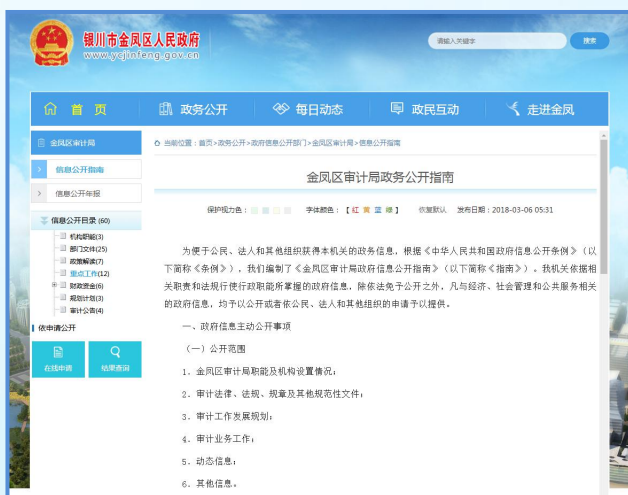 银川市金凤区人民政府
www.ycjinfeng.gov.cn
请输入关键字
搜索
首 页
政务公开
每日动态
政民互动
走进金凤
金凤区审计局
信息公开指南
信息公开年报
信息公开目录 (60)
机构职能(3)
部门文件(25)
政策解读(7)
重点工作(12)
财政资金(6)
规划计划(3)
审计公告(4)
依申请公开
在线申请
结果查询
当前位置：首页>政务公开>政府信息公开部门>金凤区审计局>信息公开指南
金凤区审计局政务公开指南
保护视力色： 字体颜色：【红 黄 蓝 绿】 恢复默认 发布日期：2018-03-06 05:31
为便于公民、法人和其他组织获得本机关的政务信息，根据《中华人民共和国政府信息公开条例》（以
下简称《条例》），我们编制了《金凤区审计局政府信息公开指南》（以下简称《指南》）。我机关依据相
关职责和法规行使行政职能所掌握的政府信息，除依法免予公开之外，凡与经济、社会管理和公共服务相关
的政府信息，均予以公开或者依公民、法人和其他组织的申请予以提供。
一、政府信息主动公开事项
（一）公开范围
1．金凤区审计局职能及机构设置情况；
2．审计法律、法规、规章及其他规范性文件；
3．审计工作发展规划；
4．审计业务工作；
5．动态信息；
6．其他信息。